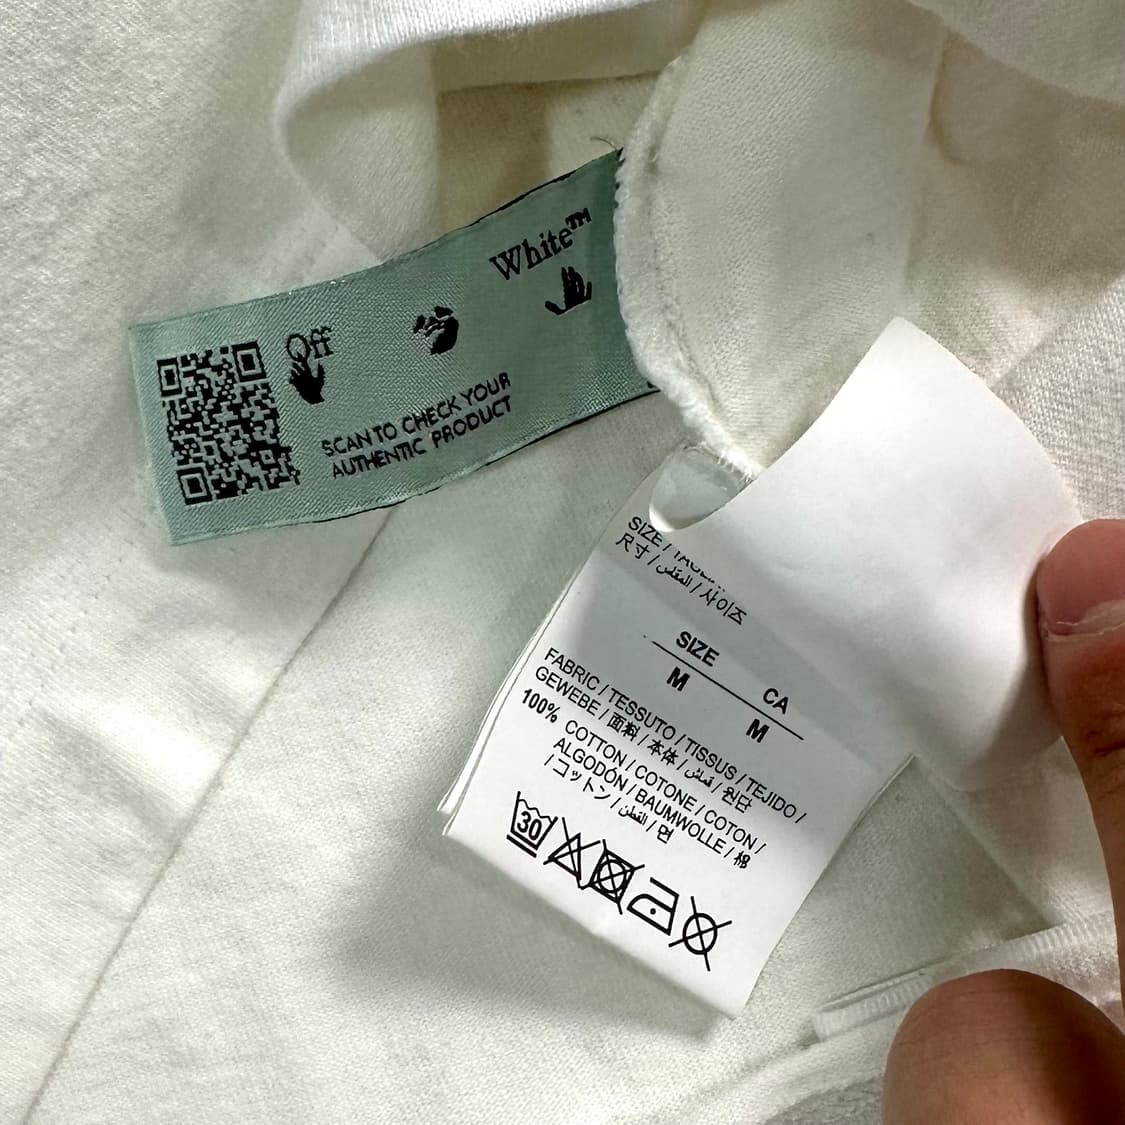 Off
White™
SCAN TO CHECK YOUR
AUTHENTIC PRODUCT
SIZE /
尺寸 / المقاس / 사이즈
SIZE CA
M M
FABRIC / TESSUTO / TISSUS / TEJIDO /
GEWEBE / 面料 / 本体 / قماش / 원단
100% COTTON / COTONE / COTON /
ALGODÓN / BAUMWOLLE / 棉
/ コットン / القطن / 면
30